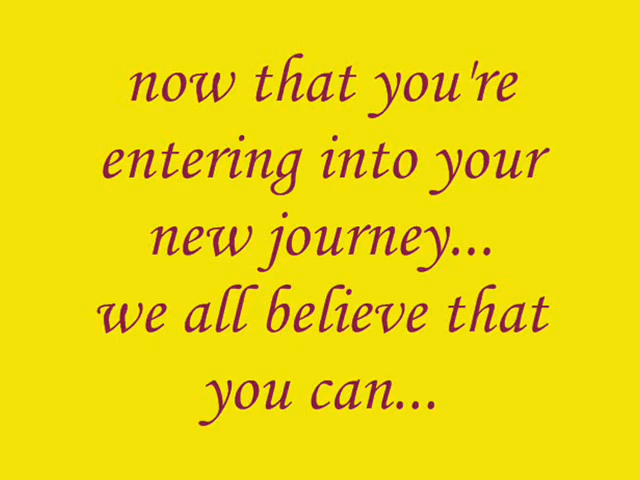 now that you're
entering into your
new journey...
we all believe that
you can...